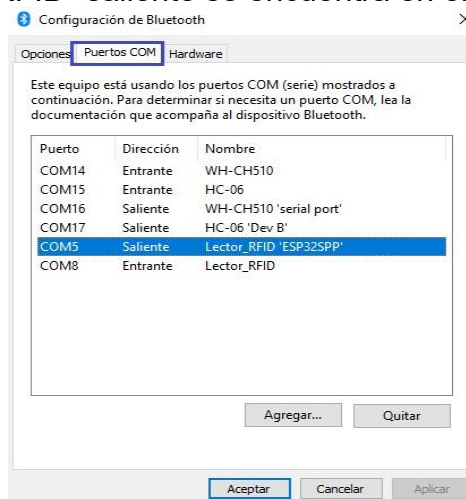 Configuración de Bluetooth
Opciones Puertos COM Hardware
Este equipo está usando los puertos COM (serie) mostrados a
continuación. Para determinar si necesita un puerto COM, lea la
documentación que acompaña al dispositivo Bluetooth.
Puerto Dirección Nombre
COM14 Entrante WH-CH510
COM15 Entrante HC-06
COM16 Saliente WH-CH510 'serial port'
COM17 Saliente HC-06 'Dev B'
COM5 Saliente Lector_RFID 'ESP32SPP'
COM8 Entrante Lector_RFID
Agregar... Quitar
Aceptar Cancelar Aplicar